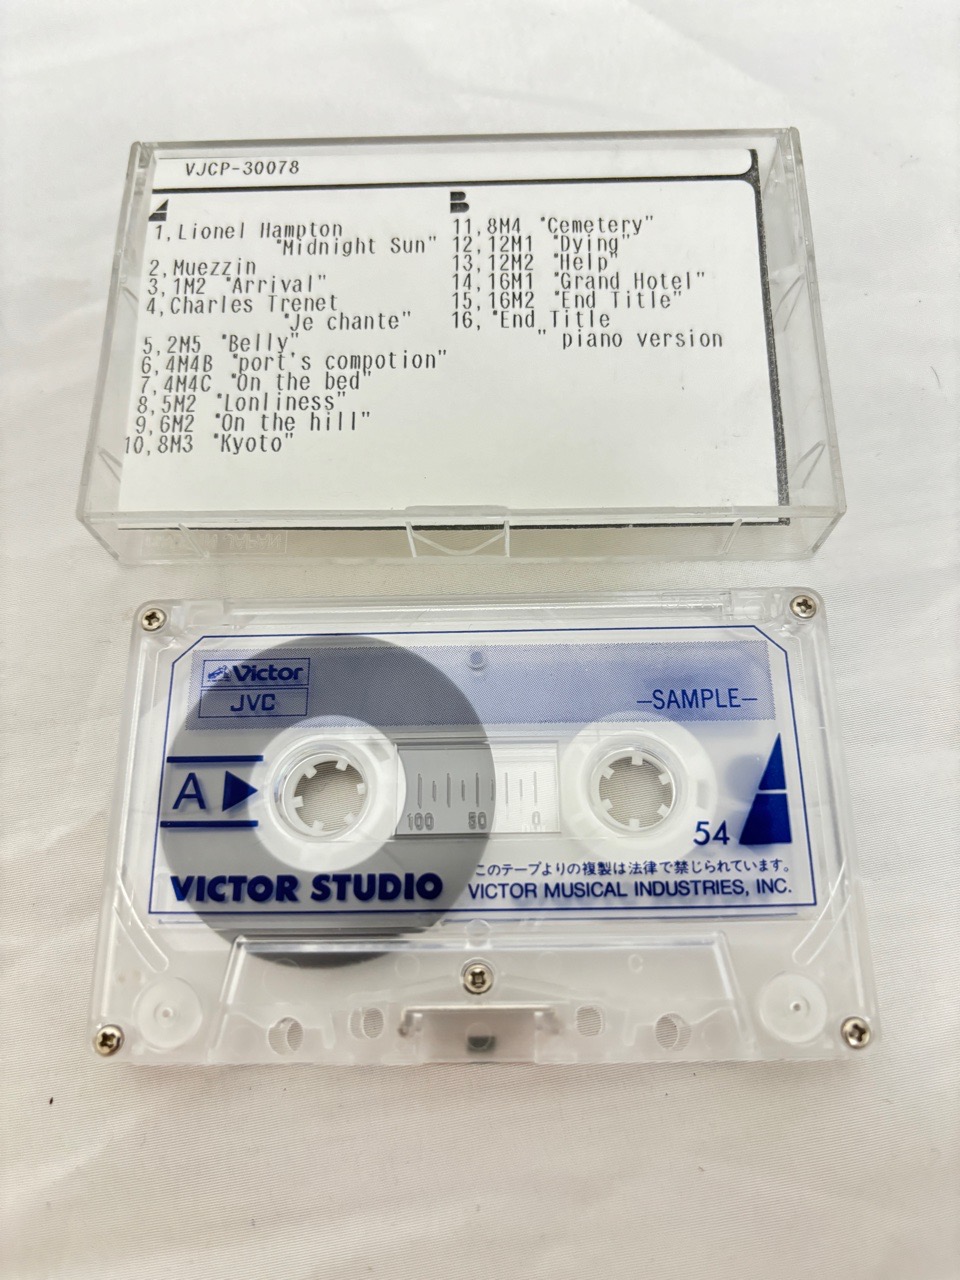 VJCP-30078
A
1,Lionel Hampton
"Midnight Sun"
2,Muezzin
3,1M2 "Arrival"
4,Charles Trenet
"Je chante"
5,2M5 "Belly"
6,4M4B "port's compotion"
7,4M4C "On the bed"
8,5M2 "Lonliness"
9,6M2 "On the hill"
10,8M3 "Kyoto"
B
11,8M4 "Cemetery"
12,12M1 "Dying"
13,12M2 "Help"
14,16M1 "Grand Hotel"
15,16M2 "End Title"
16, "End Title
" piano version
Victor
JVC
—SAMPLE—
A
100 50 0
54
このテープよりの複製は法律で禁じられています。
VICTOR STUDIO
VICTOR MUSICAL INDUSTRIES, INC.